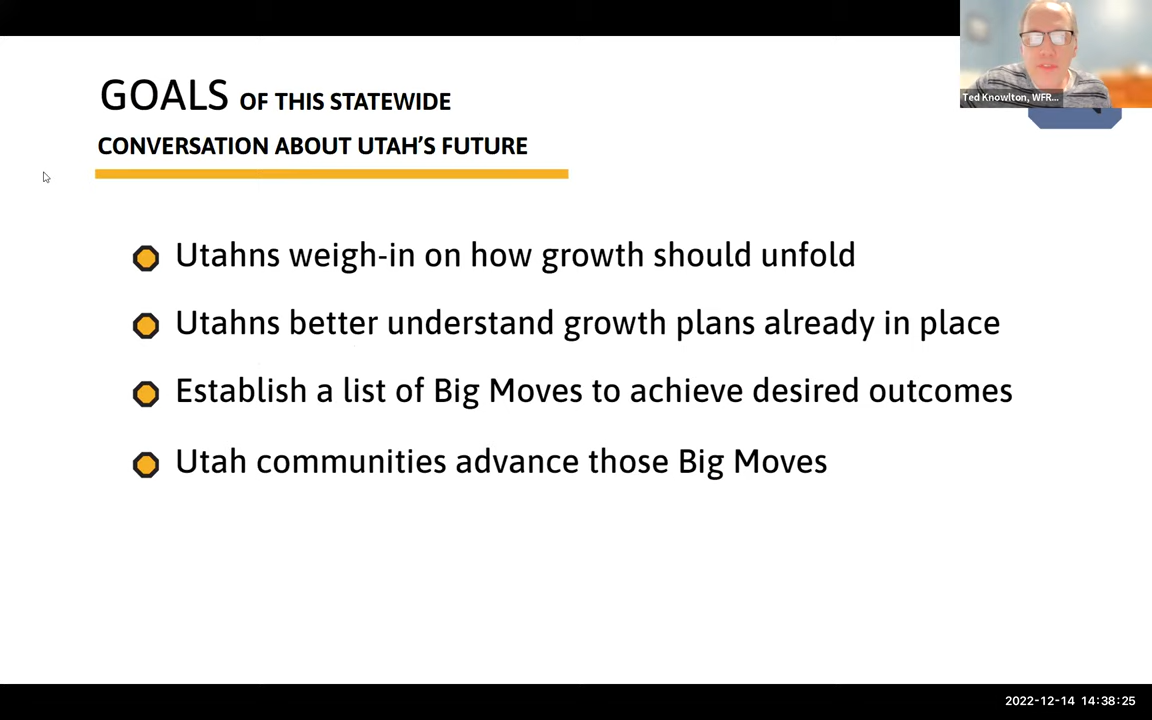 GOALS OF THIS STATEWIDE
CONVERSATION ABOUT UTAH'S FUTURE
Utahns weigh-in on how growth should unfold
Utahns better understand growth plans already in place
Establish a list of Big Moves to achieve desired outcomes
Utah communities advance those Big Moves
Ted Knowlton, WFR...
2022-12-14 14:38:25